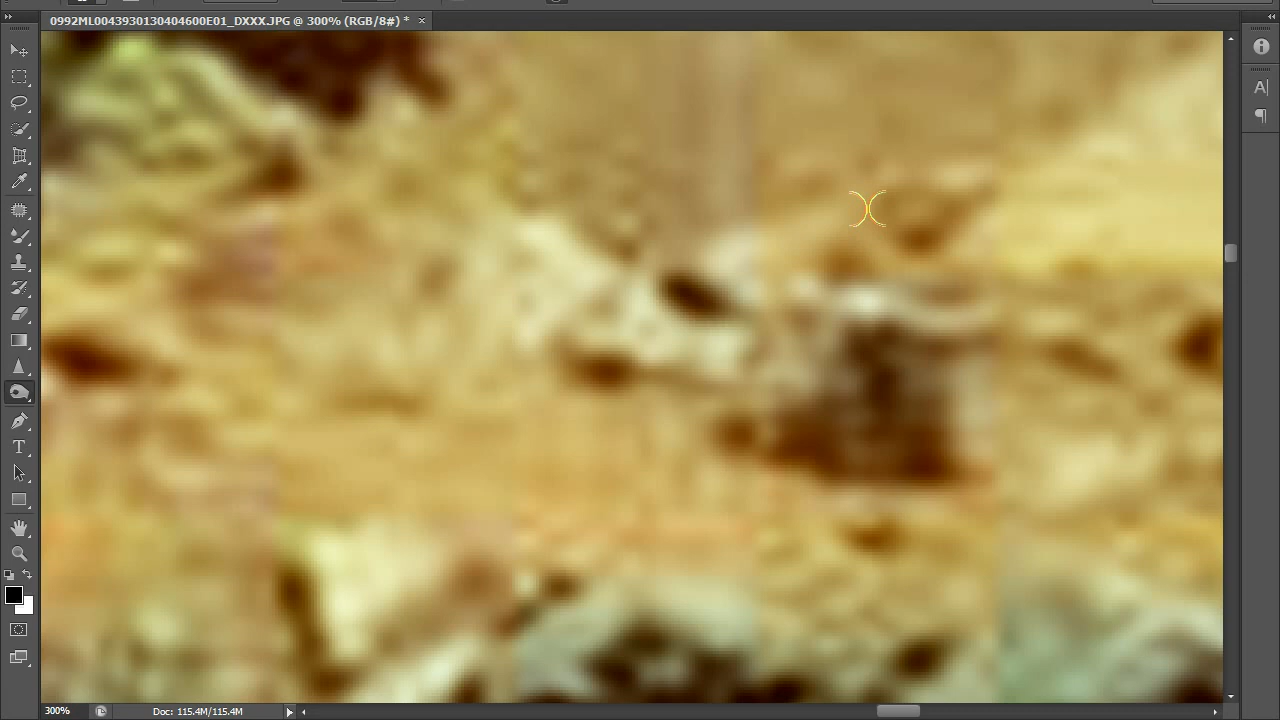 0992ML0043930130404600E01_DXXX.JPG @ 300% (RGB/8#) * ×
A
T
300%
Doc: 115.4M/115.4M